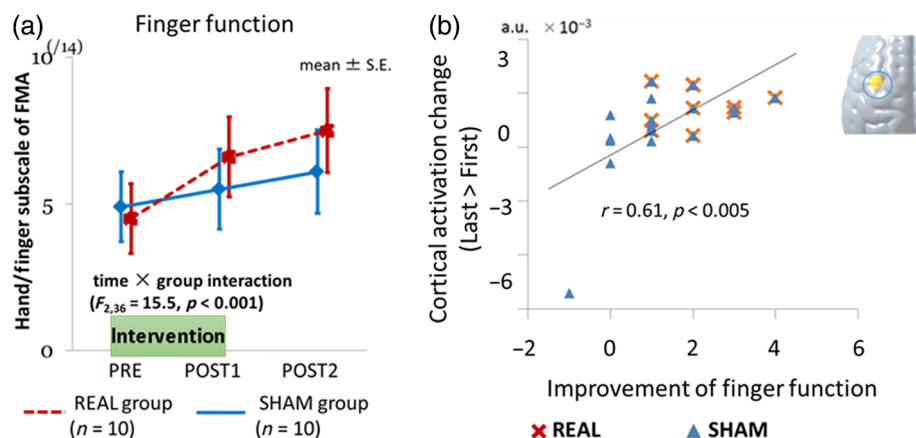 (a)
Finger function
(/14)
10
mean ± S.E.
Hand/finger subscale of FMA
5
time × group interaction
(F2,36 = 15.5, p < 0.001)
Intervention
0
PRE POST1 POST2
REAL group
(n = 10)
SHAM group
(n = 10)
(b)
a.u. × 10−3
Cortical activation change
(Last > First)
3
0
−3
−6
r = 0.61, p < 0.005
−2 0 2 4 6
Improvement of finger function
REAL SHAM